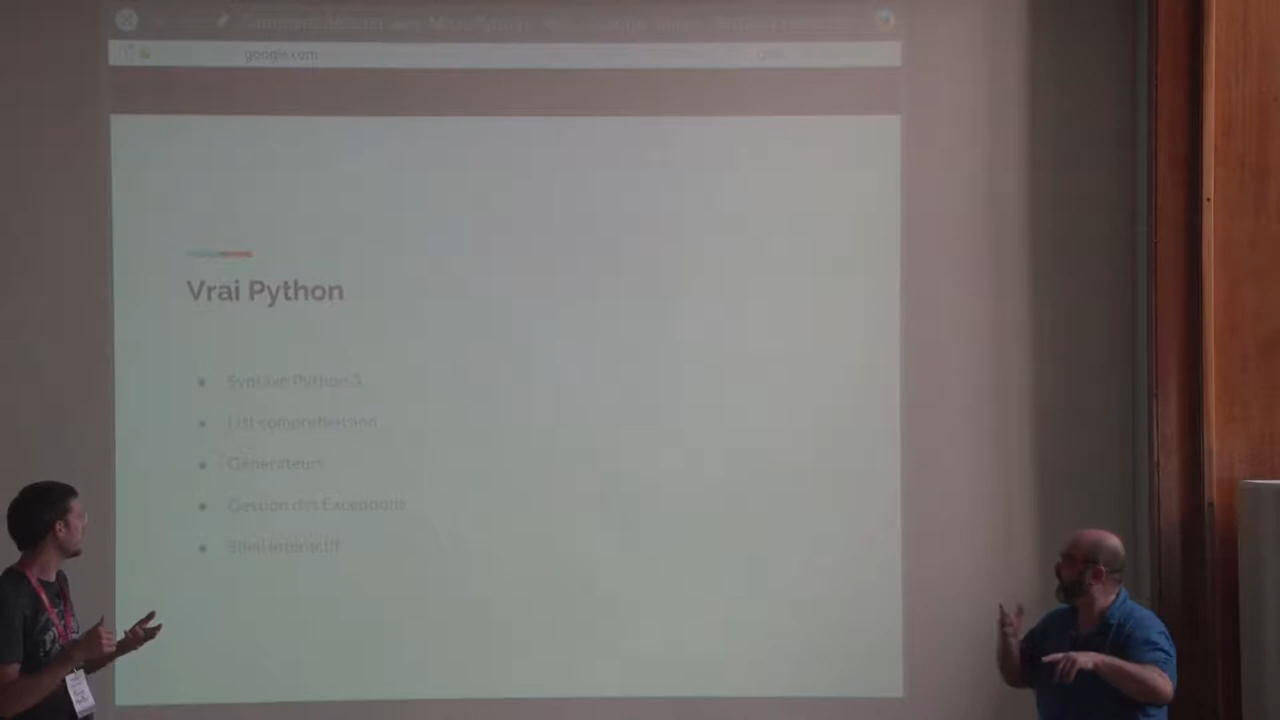 google.com
Vrai Python
Syntaxe Python 3
List comprehension
Générateurs
Gestion des Exceptions
Shell interactif